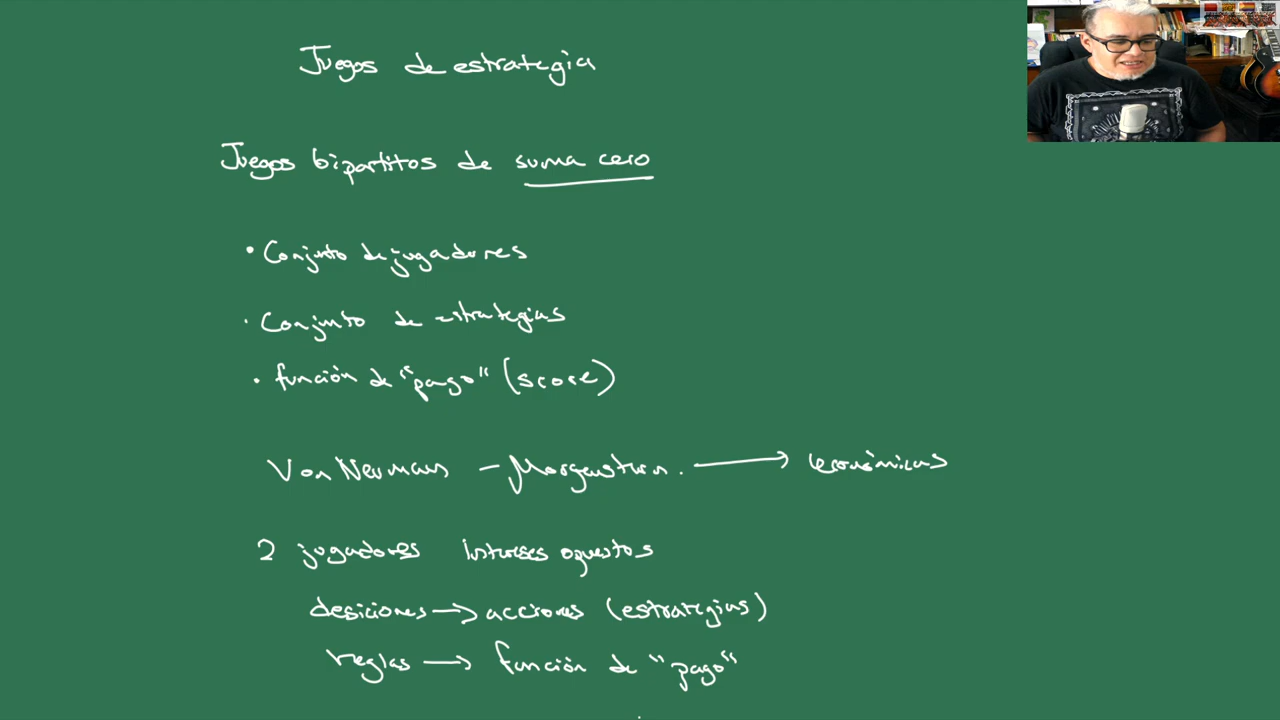 Juegos de estrategia
Juegos bipartitos de suma cero
• Conjunto de jugadores
• Conjunto de estrategias
• función de "pago" (score)
Von Neumann - Morgenstern. → económicas
2 jugadores intereses opuestos
desiciones → acciones (estrategias)
reglas → función de "pago"